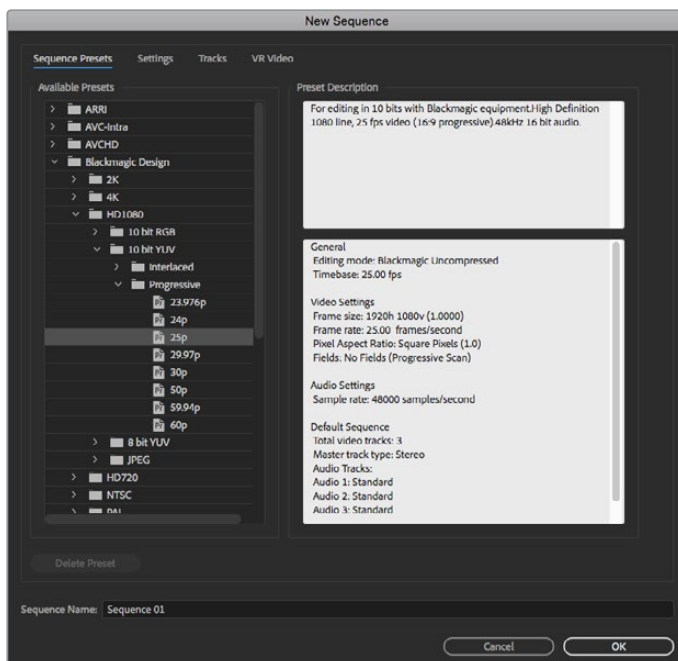 New Sequence
Sequence Presets Settings Tracks VR Video
Available Presets
ARRI
AVC-Intra
AVCHD
Blackmagic Design
2K
4K
HD1080
10 bit RGB
10 bit YUV
Interlaced
Progressive
23.976p
24p
25p
29.97p
30p
50p
59.94p
60p
8 bit YUV
JPEG
HD720
NTSC
PAL
Delete Preset
Preset Description
For editing in 10 bits with Blackmagic equipment.High Definition
1080 line, 25 fps video (16:9 progressive).48kHz 16 bit audio.
General
Editing mode: Blackmagic Uncompressed
Timebase: 25.00 fps
Video Settings
Frame size: 1920h 1080v (1.0000)
Frame rate: 25.00 frames/second
Pixel Aspect Ratio: Square Pixels (1.0)
Fields: No Fields (Progressive Scan)
Audio Settings
Sample rate: 48000 samples/second
Default Sequence
Total video tracks: 3
Master track type: Stereo
Audio Tracks:
Audio 1: Standard
Audio 2: Standard
Audio 3: Standard
Sequence Name: Sequence 01
Cancel OK